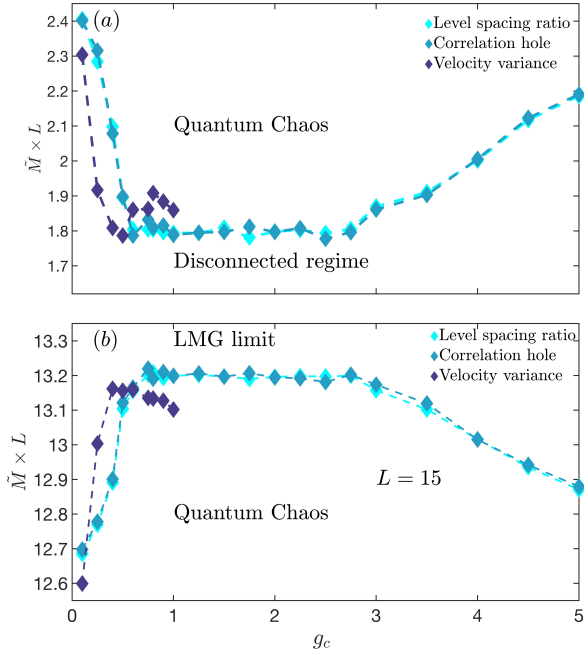 (a)
Level spacing ratio
Correlation hole
Velocity variance
2.4
2.3
2.2
2.1
2
1.9
1.8
1.7
M̃ × L
Quantum Chaos
Disconnected regime
(b)
LMG limit
Level spacing ratio
Correlation hole
Velocity variance
13.3
13.2
13.1
13
12.9
12.8
12.7
12.6
M̃ × L
L = 15
Quantum Chaos
0 1 2 3 4 5
g_c